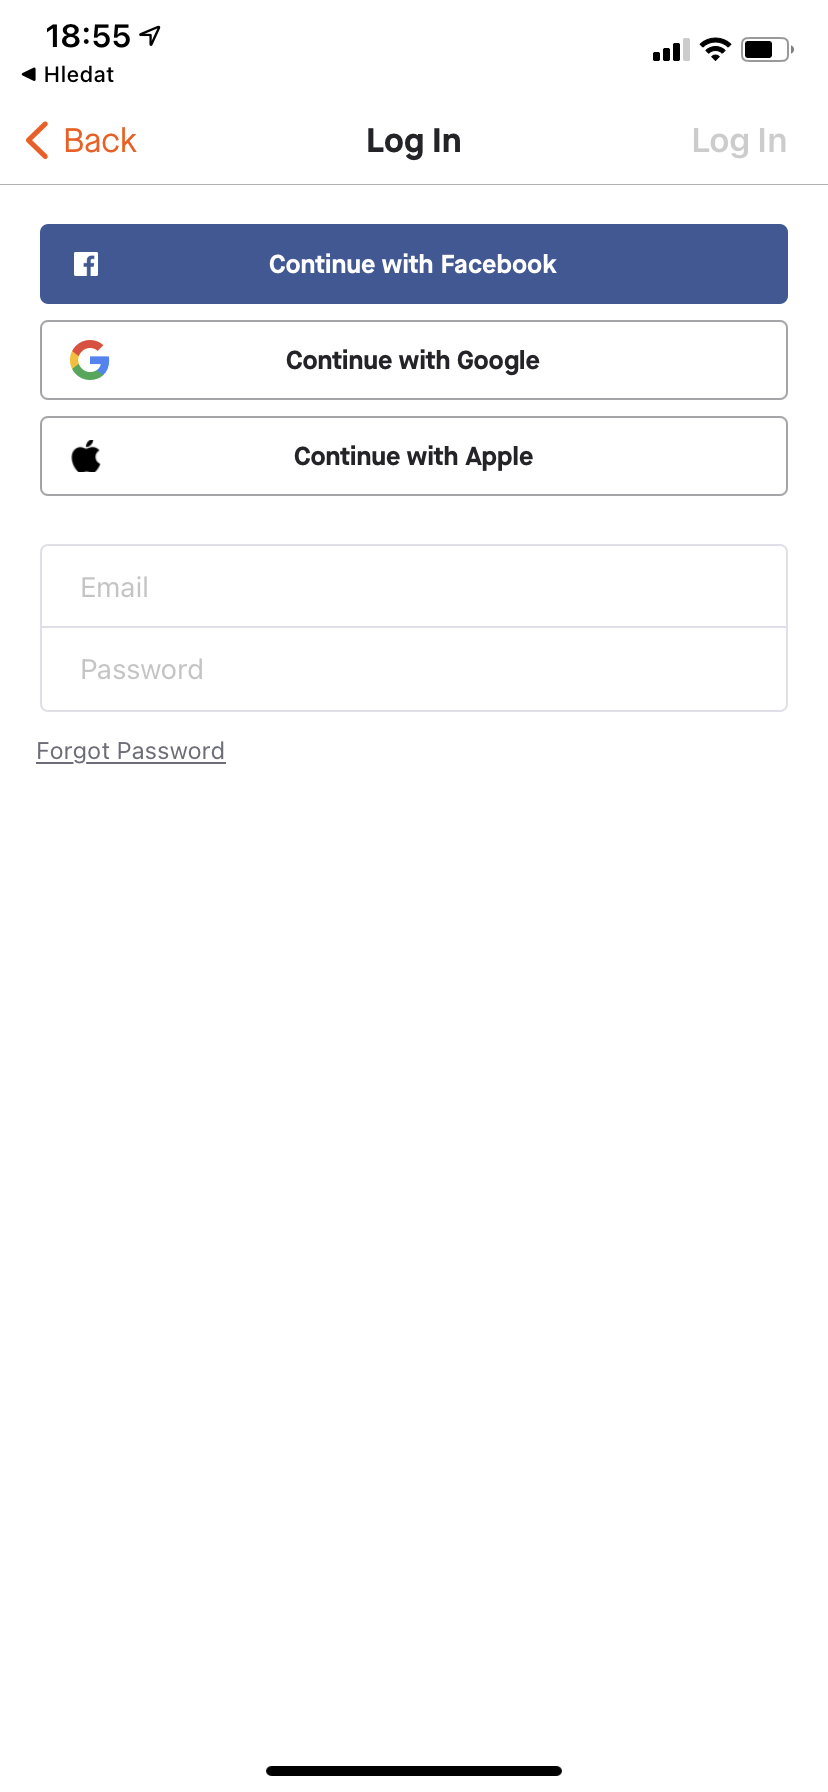 18:55
Hledat
Back
Log In
Log In
Continue with Facebook
Continue with Google
Continue with Apple
Email
Password
Forgot Password